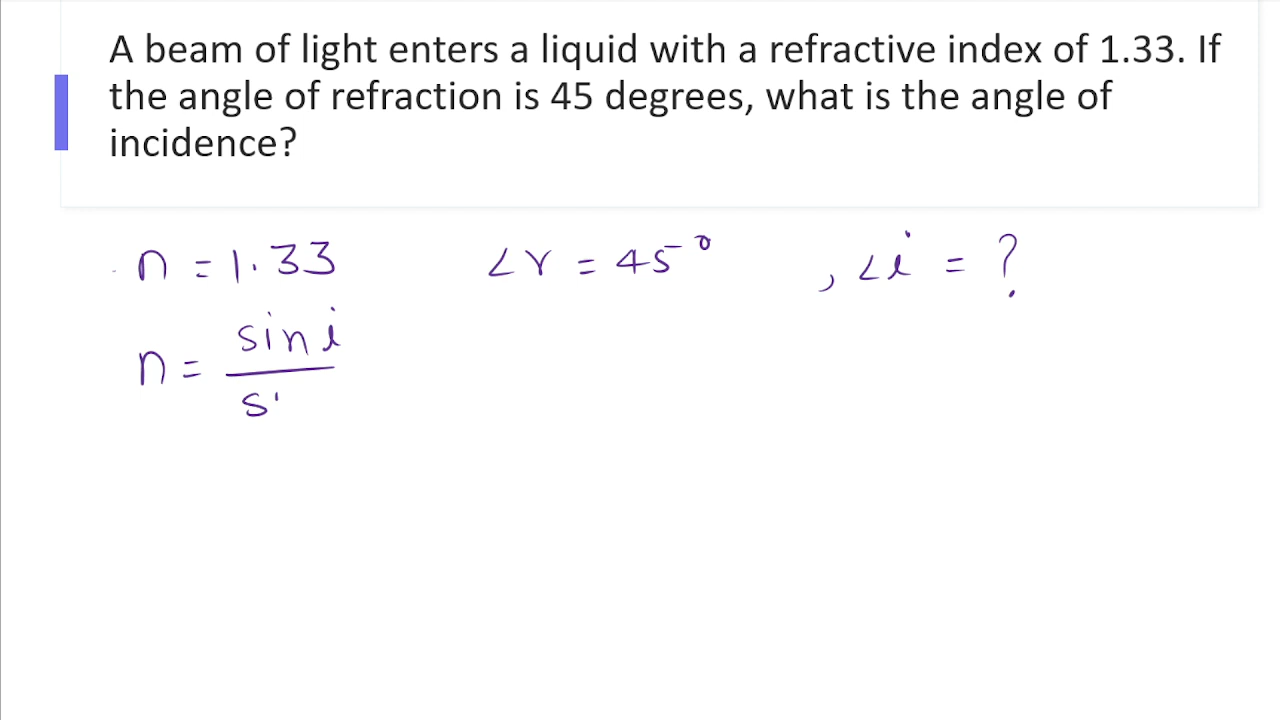 A beam of light enters a liquid with a refractive index of 1.33. If
the angle of refraction is 45 degrees, what is the angle of
incidence?
n = 1.33 ∠r = 45° , ∠i = ?
n = sin i
s